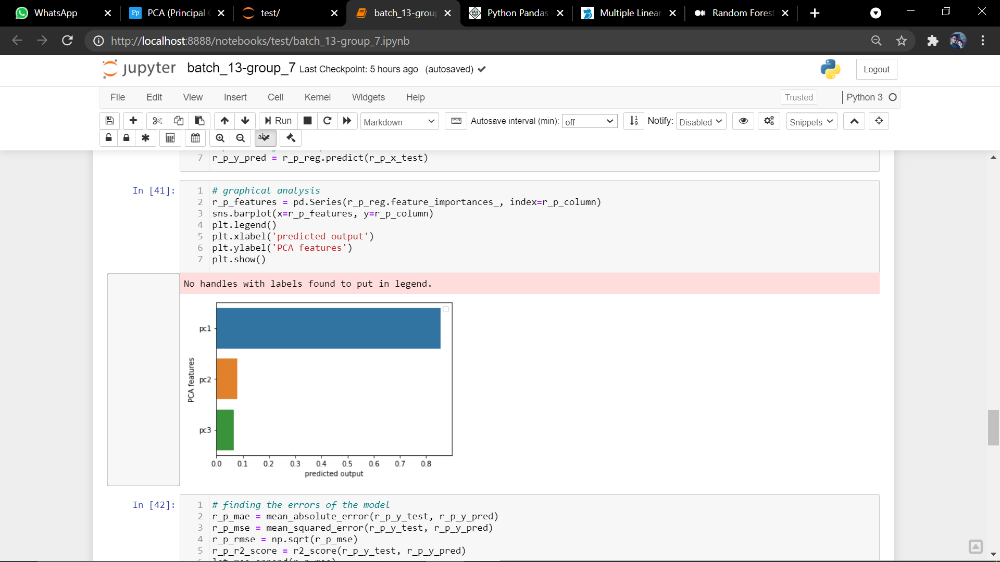 WhatsApp
PCA (Principal
test/
batch_13-grou
Python Pandas
Multiple Linear
Random Forest
http://localhost:8888/notebooks/test/batch_13-group_7.ipynb
jupyter batch_13-group_7 Last Checkpoint: 5 hours ago (autosaved)
Logout
File Edit View Insert Cell Kernel Widgets Help
Trusted
Python 3
Run
Markdown
Autosave interval (min): off
Notify: Disabled
Snippets
abc
7 r_p_y_pred = r_p_reg.predict(r_p_x_test)
In [41]:
1 # graphical analysis
2 r_p_features = pd.Series(r_p_reg.feature_importances_, index=r_p_column)
3 sns.barplot(x=r_p_features, y=r_p_column)
4 plt.legend()
5 plt.xlabel('predicted output')
6 plt.ylabel('PCA features')
7 plt.show()
No handles with labels found to put in legend.
PCA features
pc1
pc2
pc3
0.0 0.1 0.2 0.3 0.4 0.5 0.6 0.7 0.8
predicted output
In [42]:
1 # finding the errors of the model
2 r_p_mae = mean_absolute_error(r_p_y_test, r_p_y_pred)
3 r_p_mse = mean_squared_error(r_p_y_test, r_p_y_pred)
4 r_p_rmse = np.sqrt(r_p_mse)
5 r_p_r2_score = r2_score(r_p_y_test, r_p_y_pred)